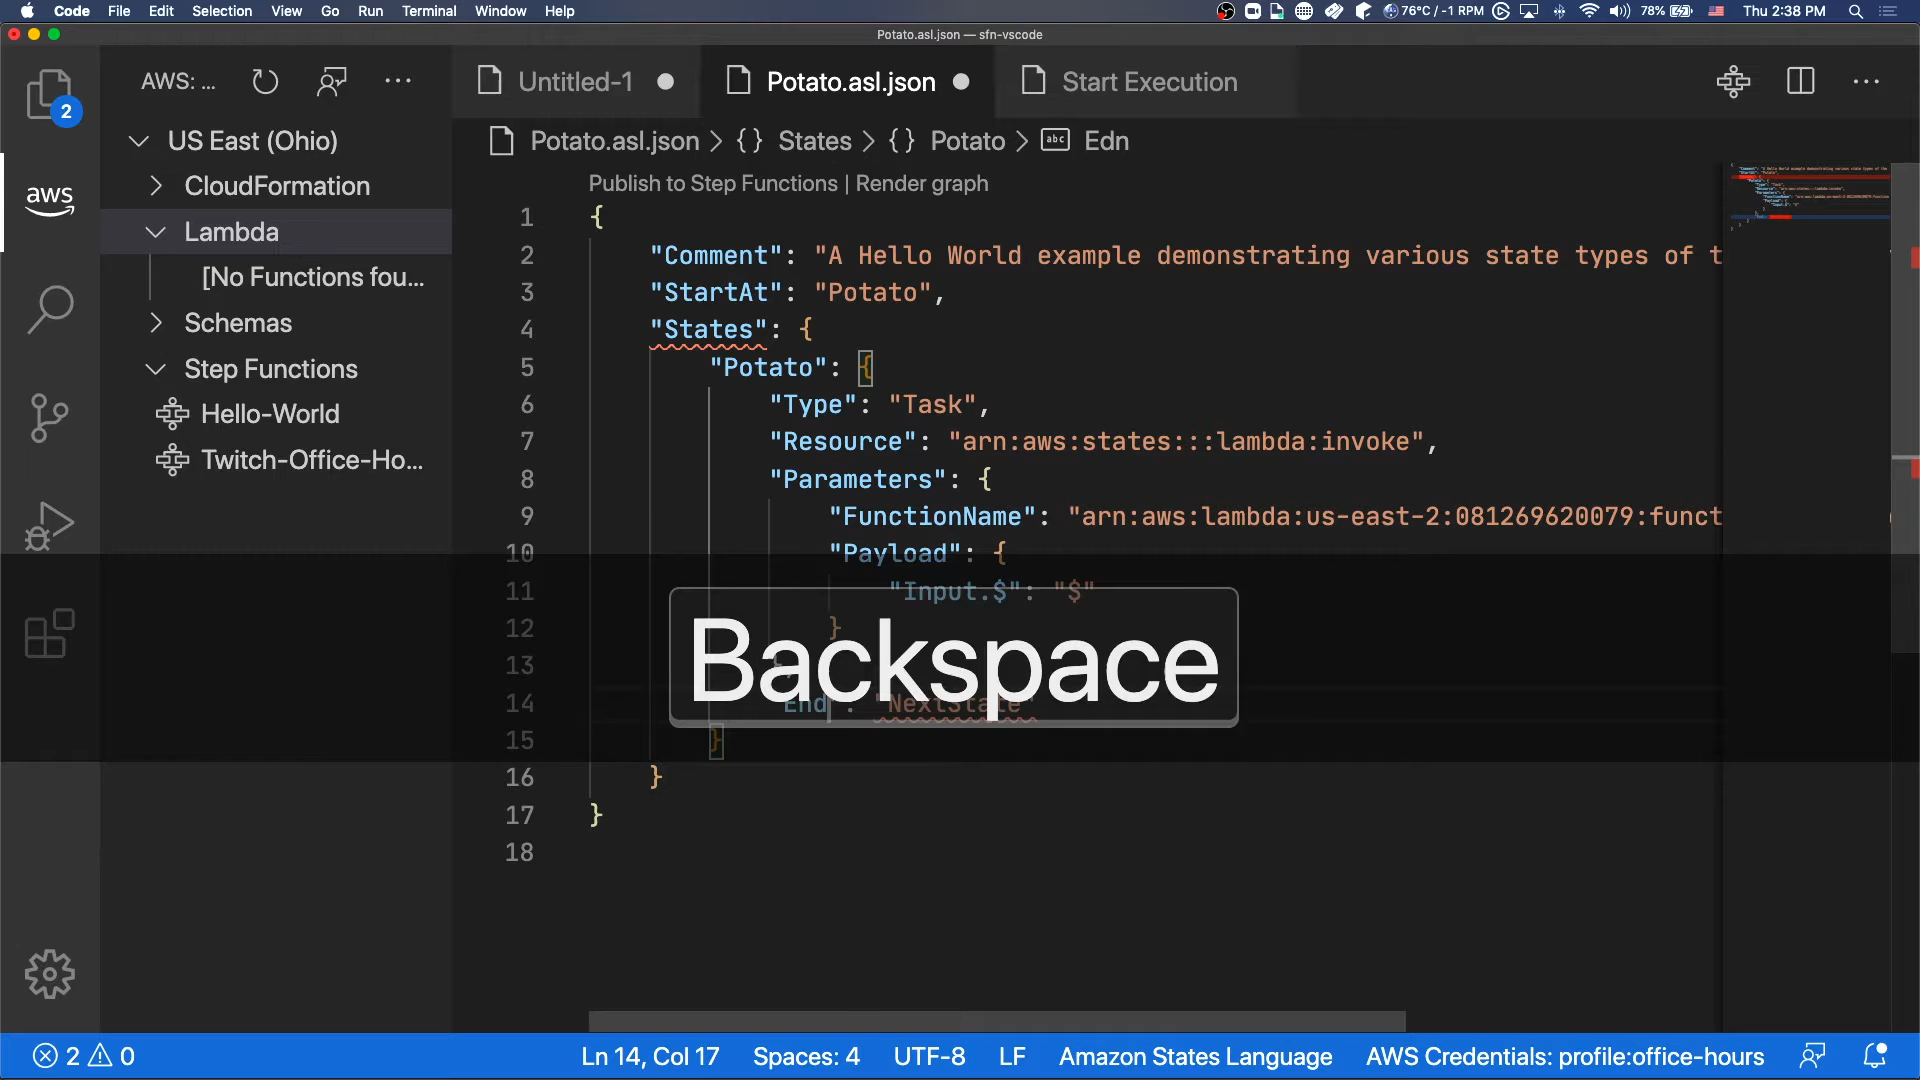 Code File Edit Selection View Go Run Terminal Window Help
76°C / -1 RPM 78% Thu 2:38 PM
Potato.asl.json — sfn-vscode
AWS: ...
Untitled-1 Potato.asl.json Start Execution
2
US East (Ohio)
Potato.asl.json > {} States > {} Potato > abc Edn
CloudFormation
Publish to Step Functions | Render graph
aws
Lambda
[No Functions fou...
Schemas
Step Functions
Hello-World
Twitch-Office-Ho...
1 {
2 "Comment": "A Hello World example demonstrating various state types of t
3 "StartAt": "Potato",
4 "States": {
5 "Potato": {
6 "Type": "Task",
7 "Resource": "arn:aws:states:::lambda:invoke",
8 "Parameters": {
9 "FunctionName": "arn:aws:lambda:us-east-2:081269620079:funct
10 "Payload": {
11 "Input.$": "$"
12 }
13
14 End": "NextState"
15 }
16 }
17 }
18
Backspace
2 0 Ln 14, Col 17 Spaces: 4 UTF-8 LF Amazon States Language AWS Credentials: profile:office-hours